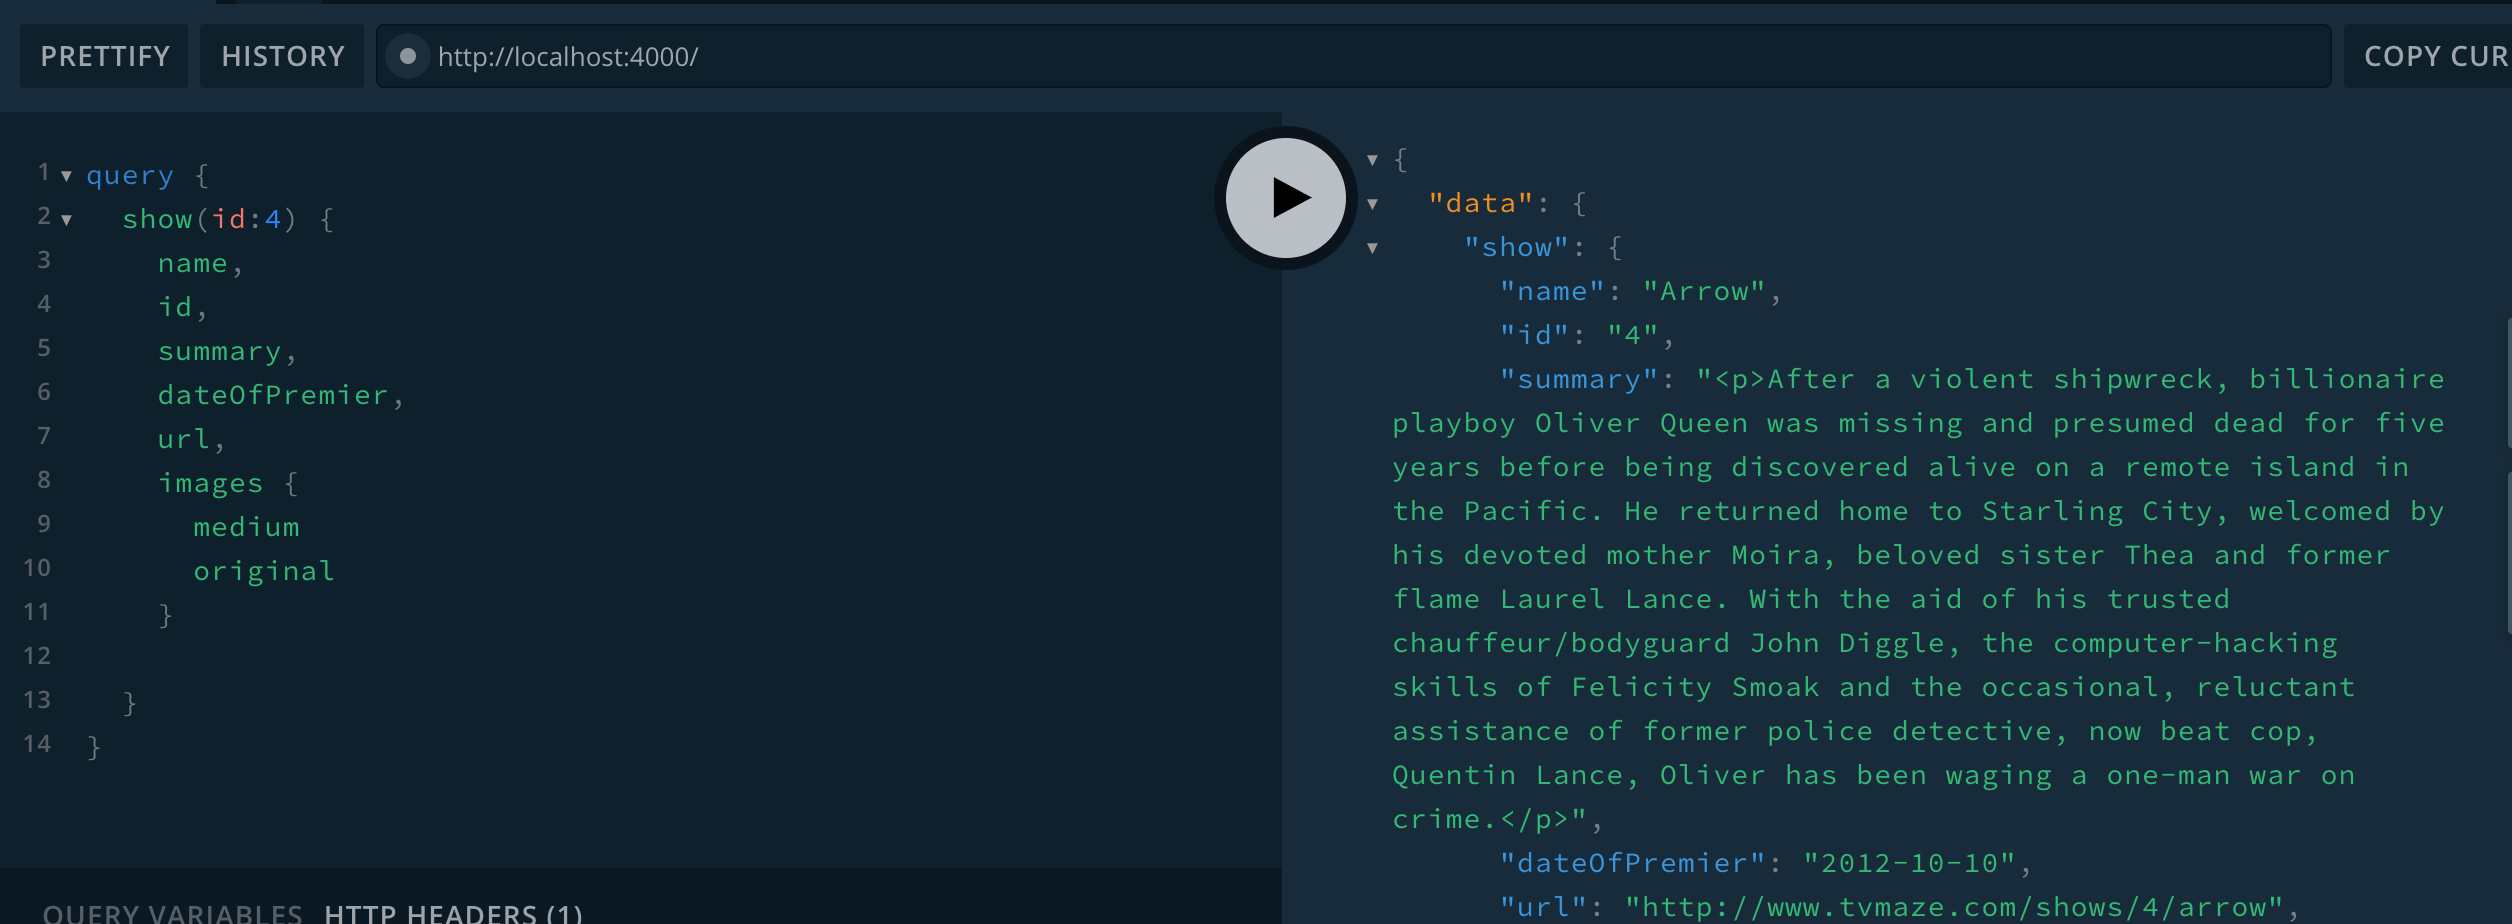 PRETTIFY HISTORY http://localhost:4000/ COPY CUR
1 query {
2 show(id:4) {
3 name,
4 id,
5 summary,
6 dateOfPremier,
7 url,
8 images {
9 medium
10 original
11 }
12
13 }
14 }
QUERY VARIABLES HTTP HEADERS (1)
{
"data": {
"show": {
"name": "Arrow",
"id": "4",
"summary": "<p>After a violent shipwreck, billionaire
playboy Oliver Queen was missing and presumed dead for five
years before being discovered alive on a remote island in
the Pacific. He returned home to Starling City, welcomed by
his devoted mother Moira, beloved sister Thea and former
flame Laurel Lance. With the aid of his trusted
chauffeur/bodyguard John Diggle, the computer-hacking
skills of Felicity Smoak and the occasional, reluctant
assistance of former police detective, now beat cop,
Quentin Lance, Oliver has been waging a one-man war on
crime.</p>",
"dateOfPremier": "2012-10-10",
"url": "http://www.tvmaze.com/shows/4/arrow",